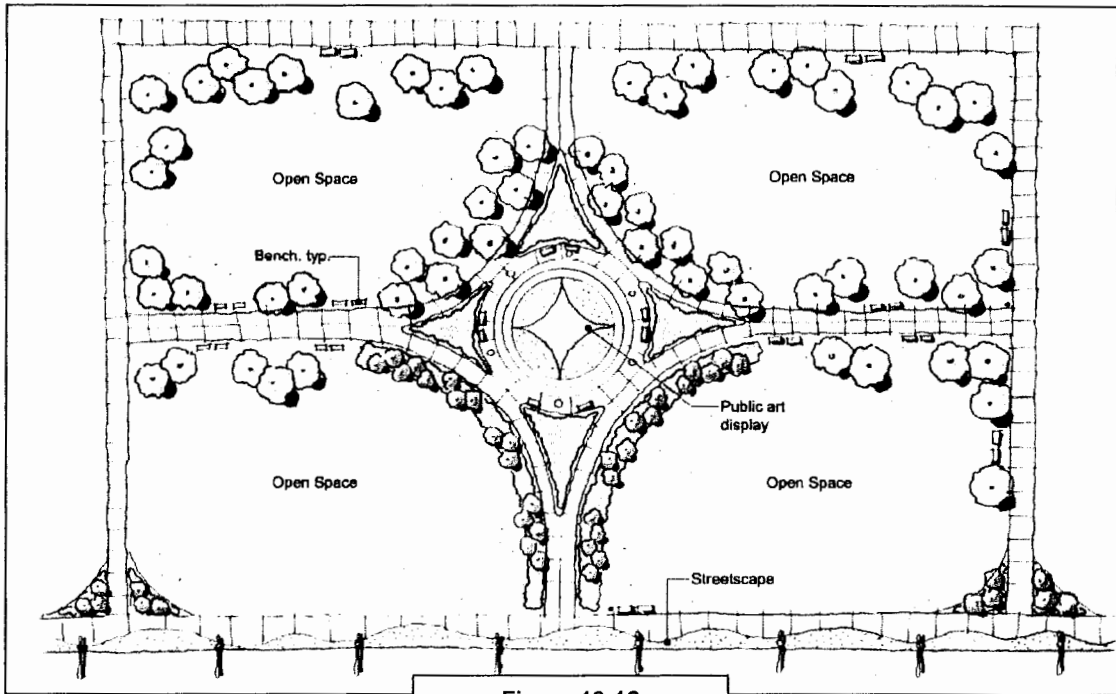 Open Space
Open Space
Bench, typ.
Public art
display
Open Space
Open Space
Streetscape